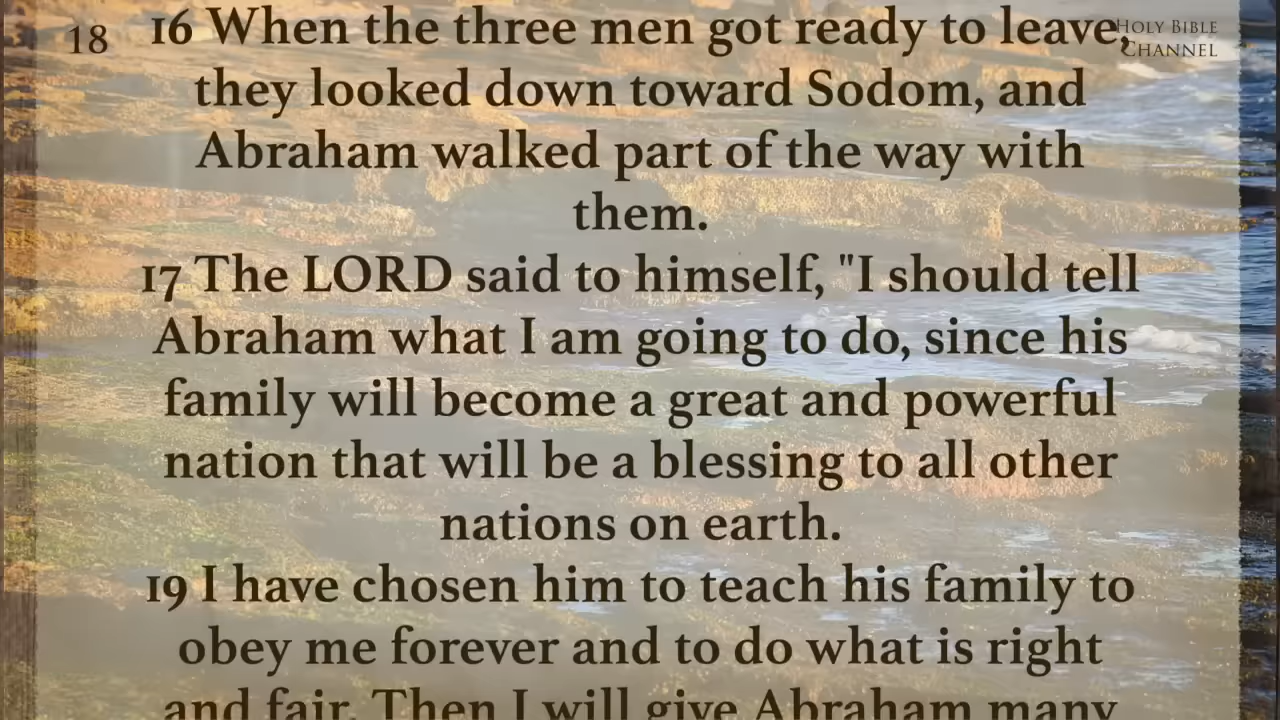 18
HOLY BIBLE
CHANNEL
16 When the three men got ready to leave,
they looked down toward Sodom, and
Abraham walked part of the way with
them.
17 The LORD said to himself, "I should tell
Abraham what I am going to do, since his
family will become a great and powerful
nation that will be a blessing to all other
nations on earth.
19 I have chosen him to teach his family to
obey me forever and to do what is right
and fair. Then I will give Abraham many